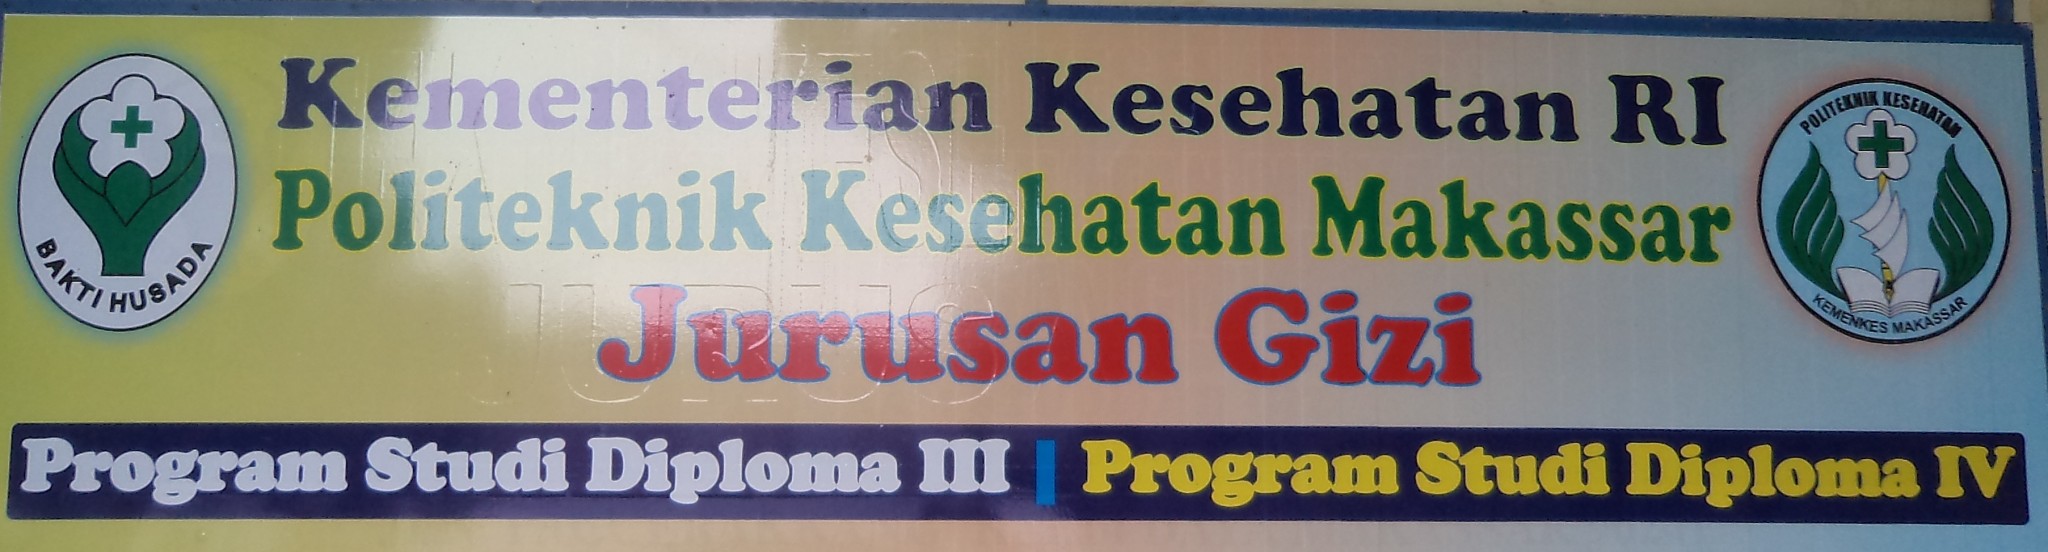 Kementerian Kesehatan RI
Politeknik Kesehatan Makassar
Jurusan Gizi
Program Studi Diploma III | Program Studi Diploma IV
BAKTI HUSADA
POLITEKNIK KESEHATAN
KEMENKES MAKASSAR